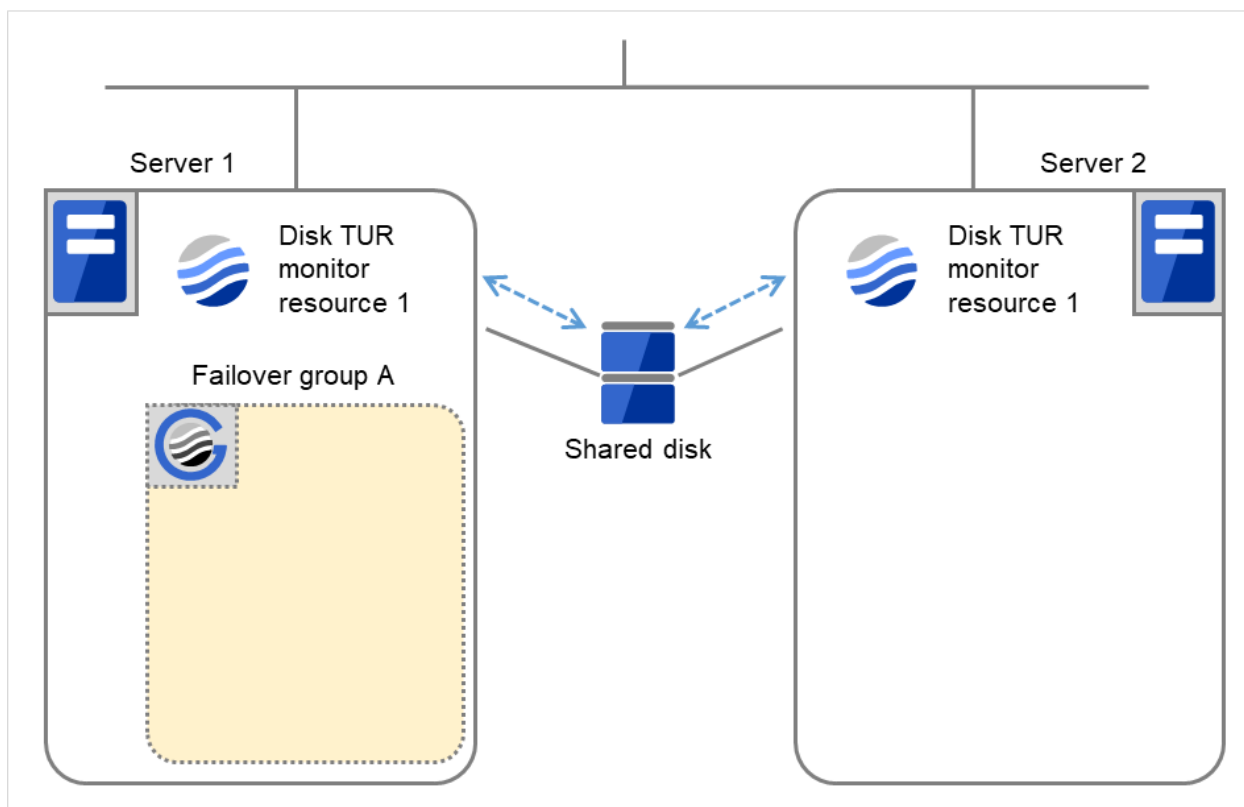 Server 1
Server 2
Disk TUR
monitor
resource 1
Disk TUR
monitor
resource 1
Failover group A
Shared disk